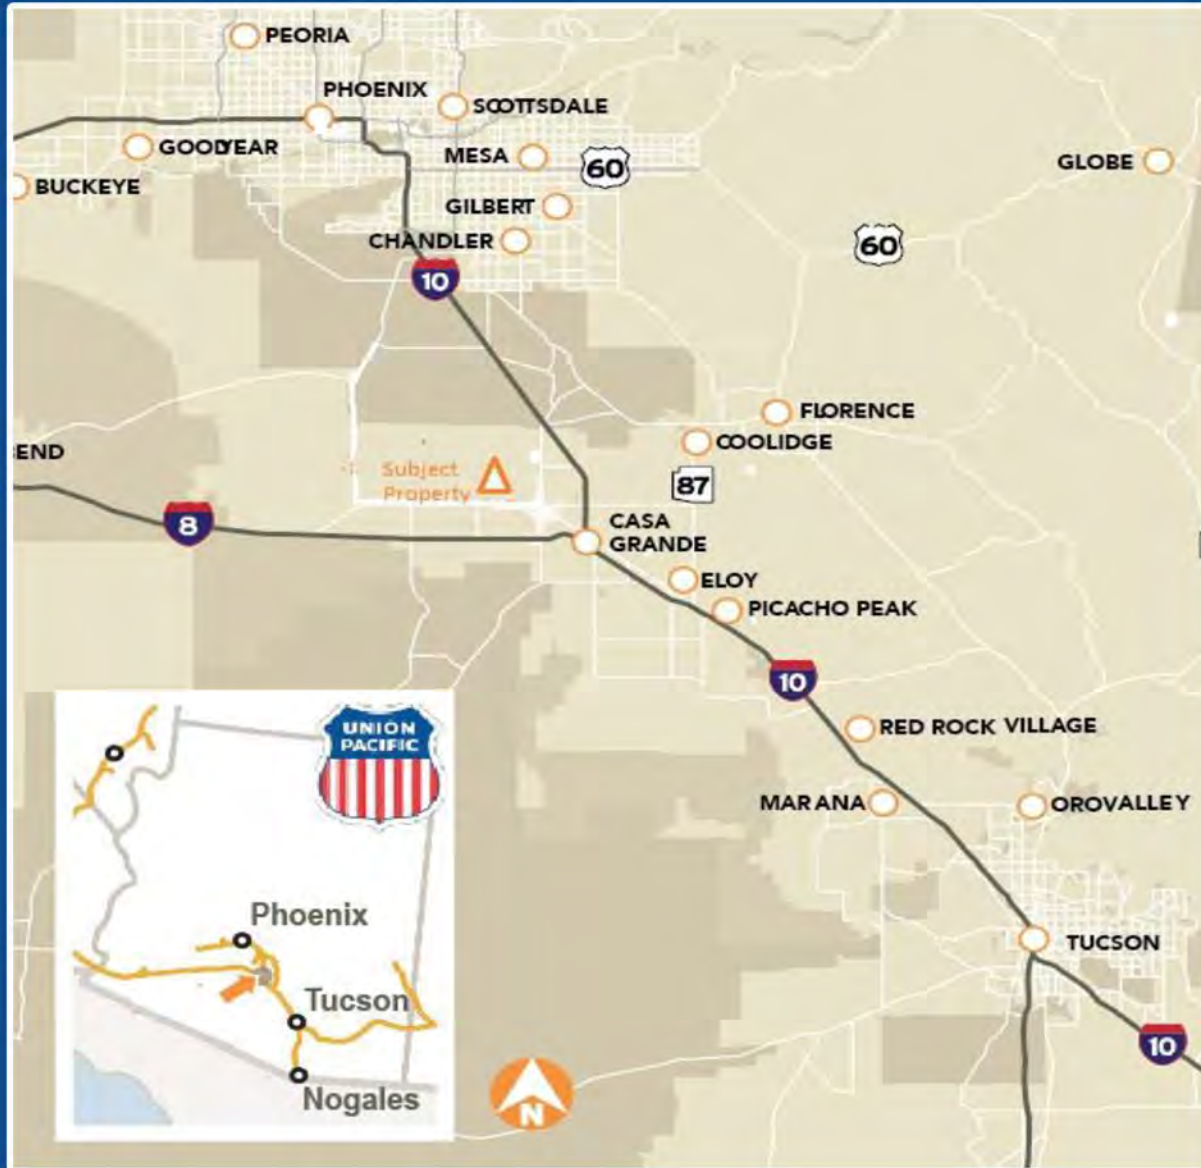 PEORIA
PHOENIX
SCOTTSDALE
GOODYEAR
MESA
60
GLOBE
BUCKEYE
GILBERT
CHANDLER
60
10
FLORENCE
COOLIDGE
BEND
Subject
Property
87
8
CASA
GRANDE
ELOY
PICACHO PEAK
10
RED ROCK VILLAGE
UNION
PACIFIC
MARANA
OROVALLEY
Phoenix
TUCSON
Tucson
10
Nogales
N